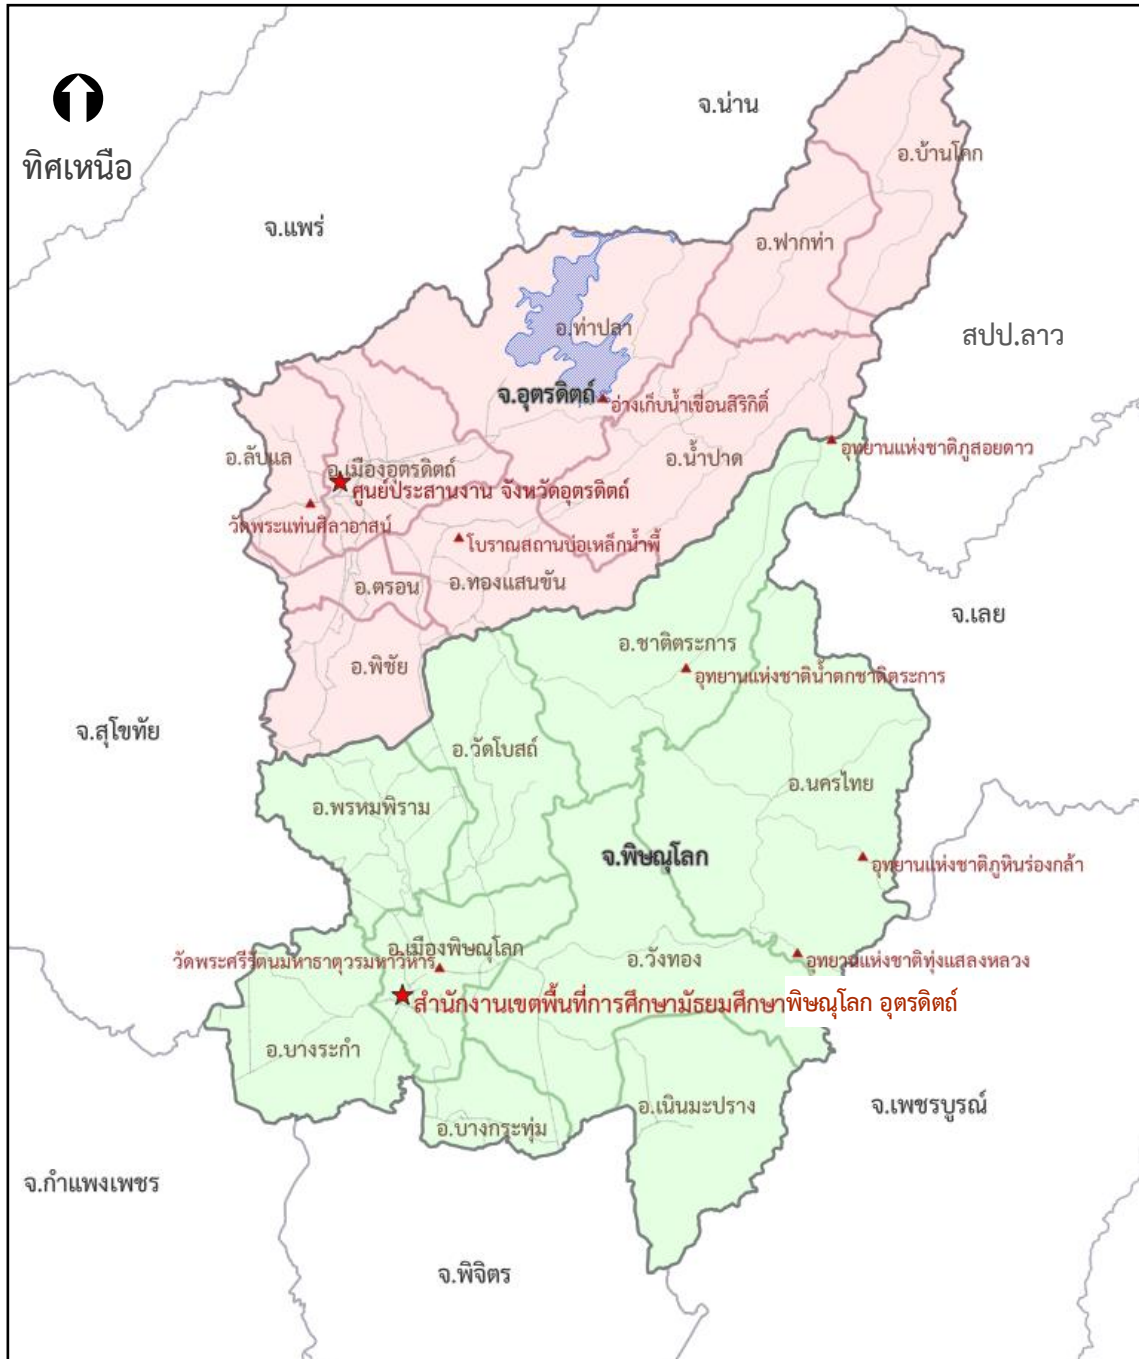 จ.น่าน
ทิศเหนือ
อ.บ้านโคก
จ.แพร่
อ.ฟากท่า
อ.ท่าปลา
สปป.ลาว
จ.อุตรดิตถ์
อ่างเก็บน้ำเขื่อนสิริกิติ์
อุทยานแห่งชาติภูสอยดาว
อ.ลับแล
อ.เมืองอุตรดิตถ์
อ.น้ำปาด
ศูนย์ประสานงาน จังหวัดอุตรดิตถ์
วัดพระแท่นศิลาอาสน์
โบราณสถานบ่อเหล็กน้ำพี้
อ.ตรอน
อ.ทองแสนขัน
จ.เลย
อ.ชาติตระการ
อ.พิชัย
อุทยานแห่งชาติน้ำตกชาติตระการ
จ.สุโขทัย
อ.วัดโบสถ์
อ.นครไทย
อ.พรหมพิราม
จ.พิษณุโลก
อุทยานแห่งชาติภูหินร่องกล้า
อ.เมืองพิษณุโลก
วัดพระศรีรัตนมหาธาตุวรมหาวิหาร
อ.วังทอง
อุทยานแห่งชาติทุ่งแสลงหลวง
สำนักงานเขตพื้นที่การศึกษามัธยมศึกษาพิษณุโลก อุตรดิตถ์
อ.บางระกำ
อ.เนินมะปราง
จ.เพชรบูรณ์
อ.บางกระทุ่ม
จ.กำแพงเพชร
จ.พิจิตร